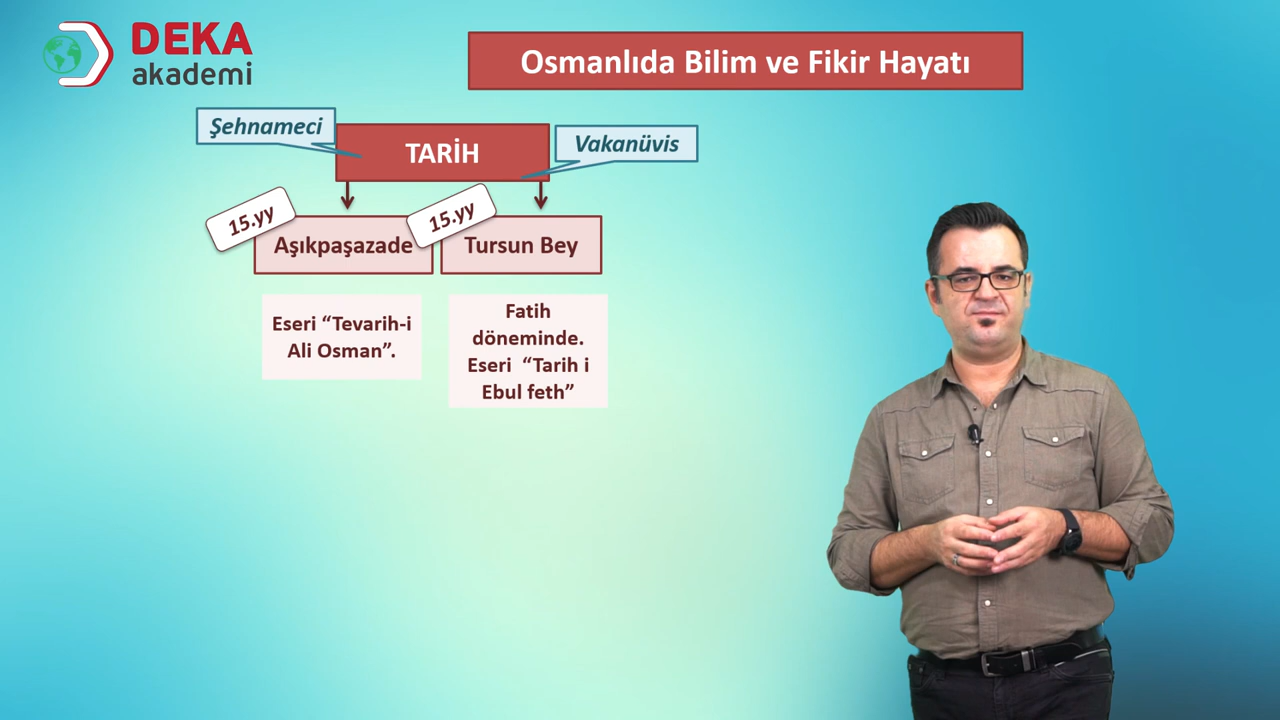 DEKA
akademi
Osmanlıda Bilim ve Fikir Hayatı
Şehnameci
TARİH
Vakanüvis
15.yy
15.yy
Aşıkpaşazade
Tursun Bey
Eseri “Tevarih-i
Ali Osman”.
Fatih
döneminde.
Eseri “Tarih i
Ebul feth”